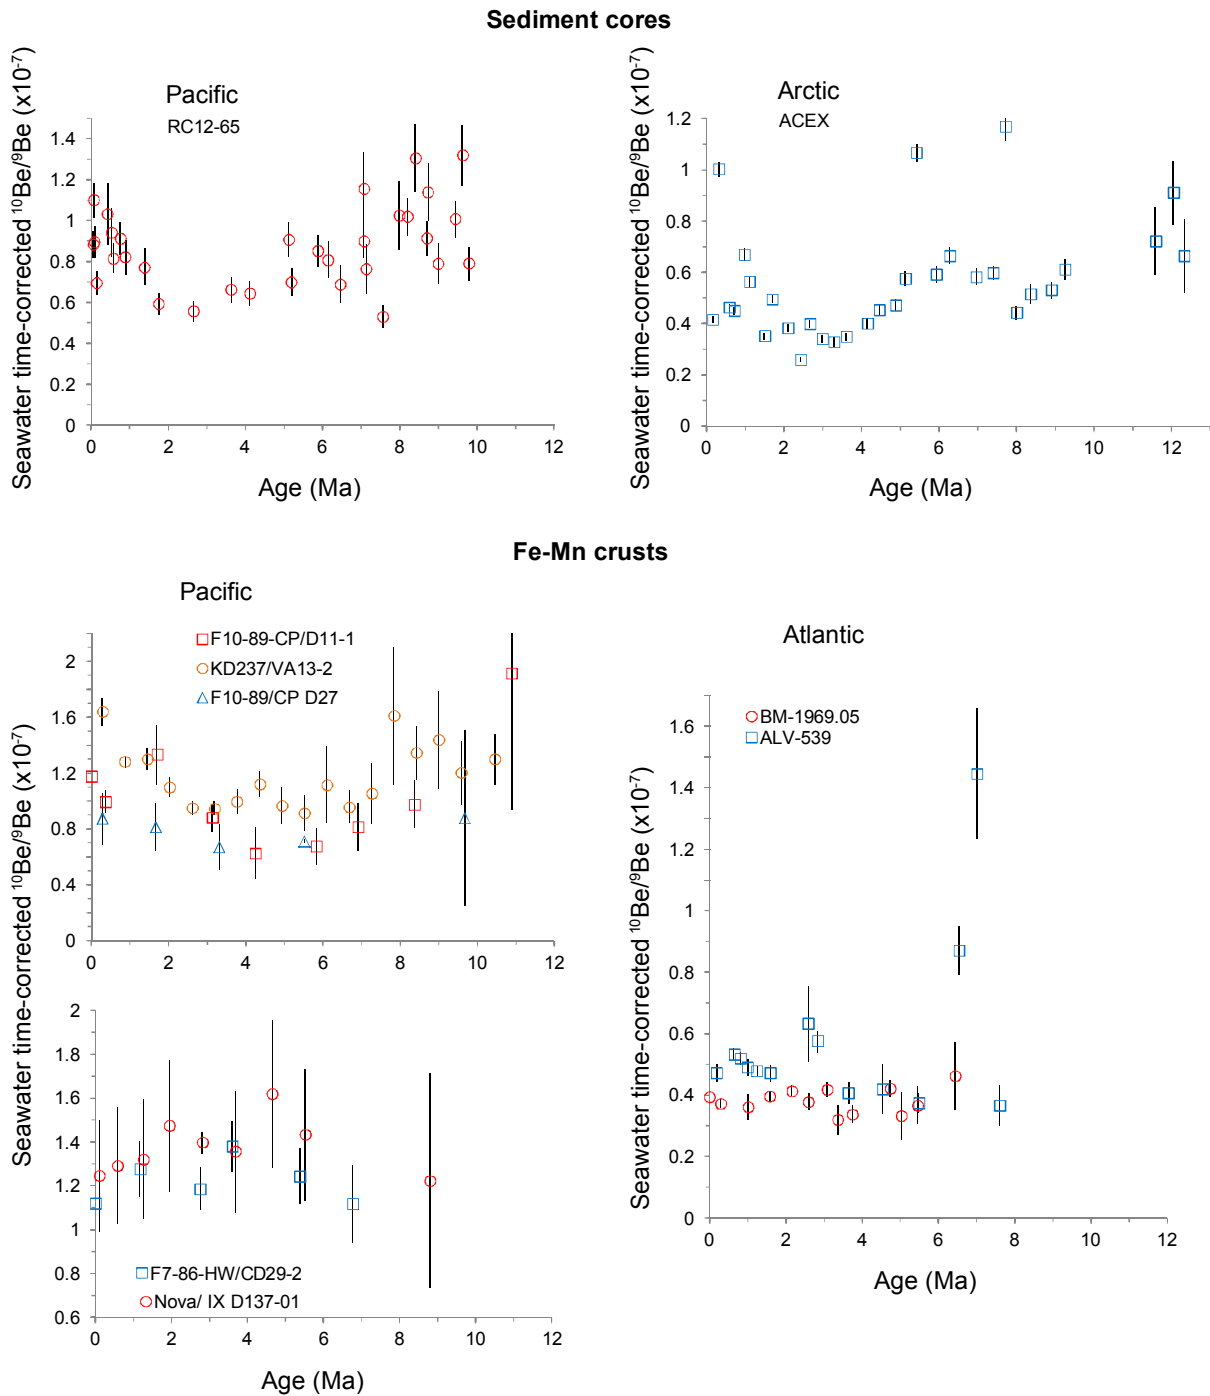 Sediment cores
Seawater time-corrected ¹⁰Be/⁹Be (x10⁻⁷)
Pacific
RC12-65
1.4
1.2
1
0.8
0.6
0.4
0.2
0
0 2 4 6 8 10 12
Age (Ma)
Seawater time-corrected ¹⁰Be/⁹Be (x10⁻⁷)
Arctic
ACEX
1.2
1
0.8
0.6
0.4
0.2
0
0 2 4 6 8 10 12
Age (Ma)
Fe-Mn crusts
Seawater time-corrected ¹⁰Be/⁹Be (x10⁻⁷)
Pacific
F10-89-CP/D11-1
KD237/VA13-2
F10-89/CP D27
2
1.6
1.2
0.8
0.4
0
0 2 4 6 8 10 12
2
1.8
1.6
1.4
1.2
1
0.8
0.6
F7-86-HW/CD29-2
Nova/ IX D137-01
0 2 4 6 8 10 12
Age (Ma)
Atlantic
Seawater time-corrected ¹⁰Be/⁹Be (x10⁻⁷)
BM-1969.05
ALV-539
1.6
1.4
1.2
1
0.8
0.6
0.4
0.2
0
0 2 4 6 8 10 12
Age (Ma)